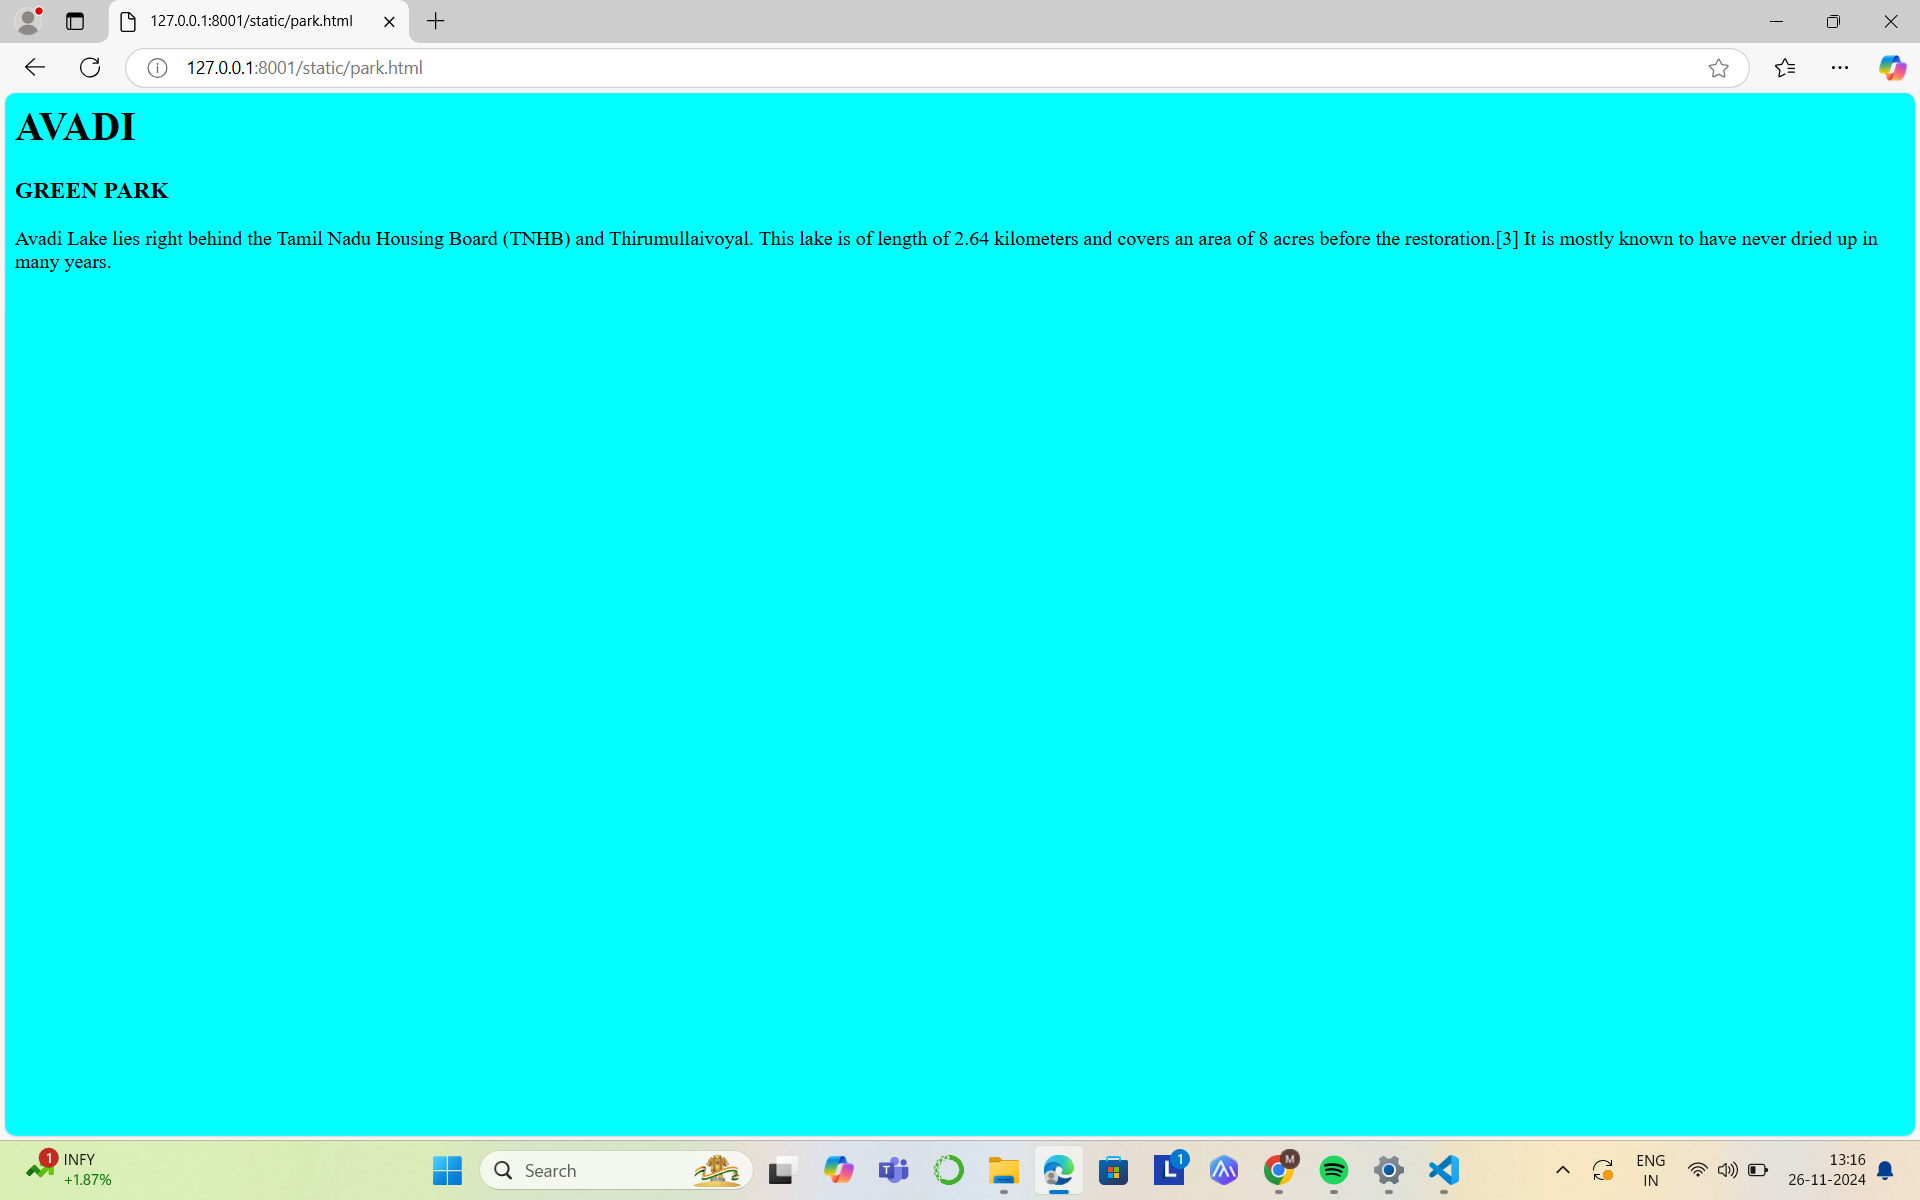 127.0.0.1:8001/static/park.html
127.0.0.1:8001/static/park.html
AVADI
GREEN PARK
Avadi Lake lies right behind the Tamil Nadu Housing Board (TNHB) and Thirumullaivoyal. This lake is of length of 2.64 kilometers and covers an area of 8 acres before the restoration.[3] It is mostly known to have never dried up in
many years.
1
INFY
+1.87%
Search
T
L
1
M
ENG
IN
13:16
26-11-2024